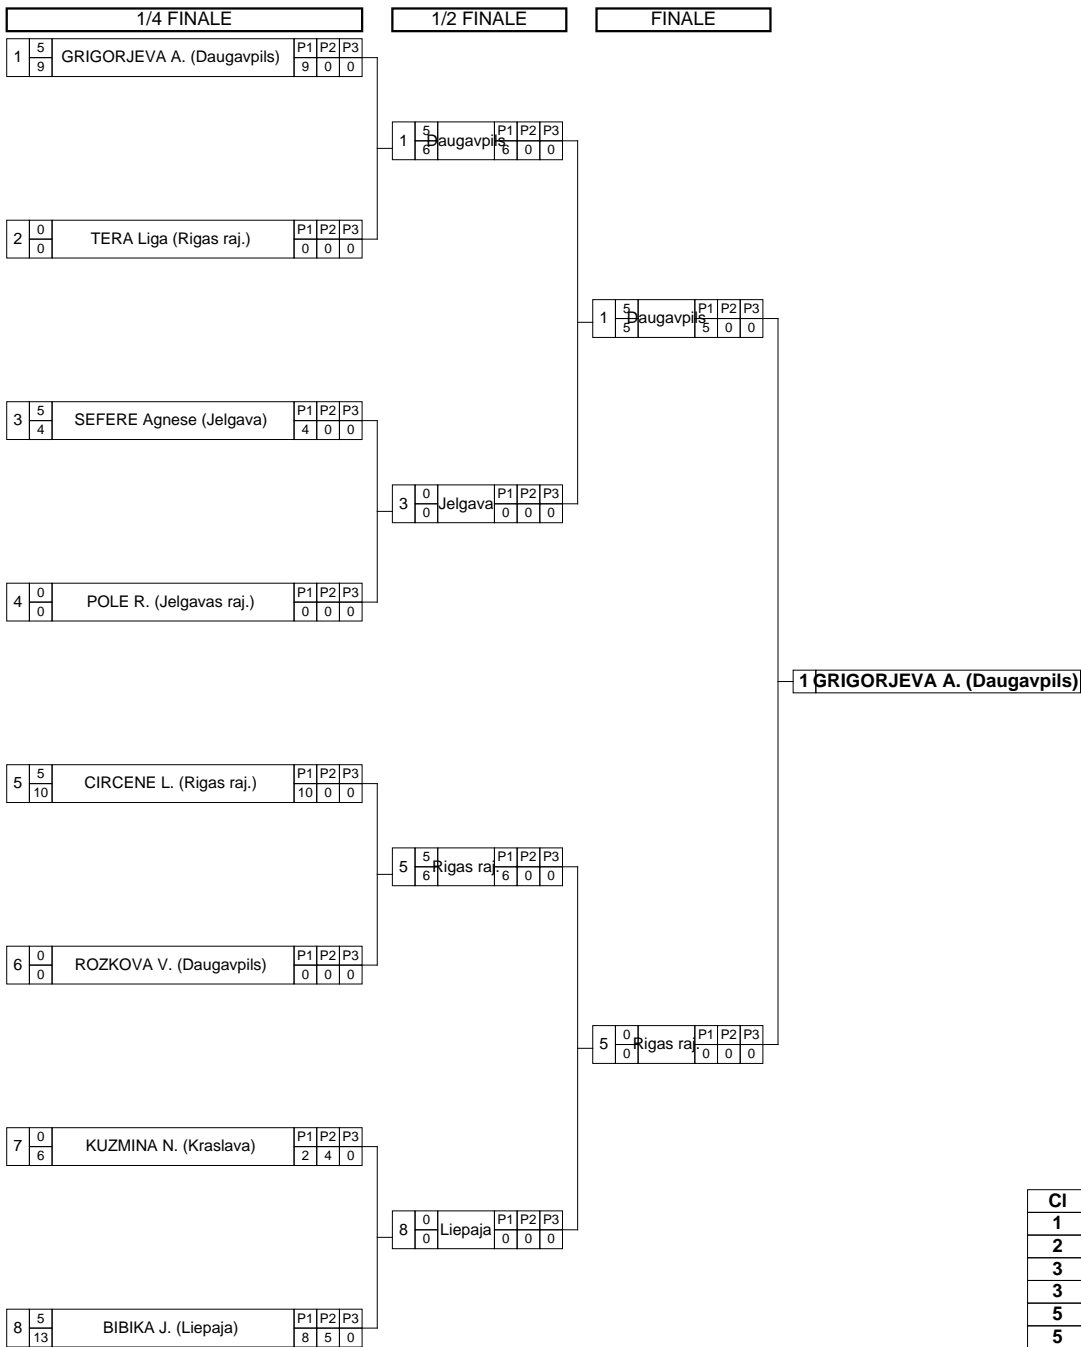 1/4 FINALE 1/2 FINALE FINALE
1 5 GRIGORJEVA A. (Daugavpils) P1 P2 P3
9 9 0 0
1 5 Daugavpils P1 P2 P3
6 6 0 0
2 0 TERA Liga (Rigas raj.) P1 P2 P3
0 0 0 0
1 5 Daugavpils P1 P2 P3
5 5 0 0
3 5 SEFERE Agnese (Jelgava) P1 P2 P3
4 4 0 0
3 0 Jelgava P1 P2 P3
0 0 0 0
4 0 POLE R. (Jelgavas raj.) P1 P2 P3
0 0 0 0
1 GRIGORJEVA A. (Daugavpils)
5 5 CIRCENE L. (Rigas raj.) P1 P2 P3
10 10 0 0
5 5 Rigas raj. P1 P2 P3
6 6 0 0
6 0 ROZKOVA V. (Daugavpils) P1 P2 P3
0 0 0 0
5 0 Rigas raj. P1 P2 P3
0 0 0 0
7 0 KUZMINA N. (Kraslava) P1 P2 P3
6 2 4 0
8 0 Liepaja P1 P2 P3
0 0 0 0
8 5 BIBIKA J. (Liepaja) P1 P2 P3
13 8 5 0
Cl
1
2
3
3
5
5